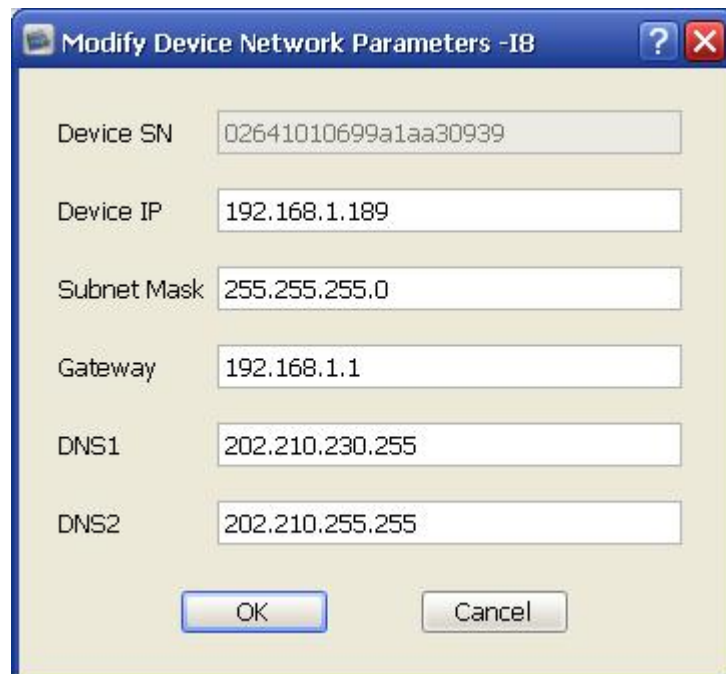 Modify Device Network Parameters -I8
Device SN 02641010699a1aa30939
Device IP 192.168.1.189
Subnet Mask 255.255.255.0
Gateway 192.168.1.1
DNS1 202.210.230.255
DNS2 202.210.255.255
OK Cancel